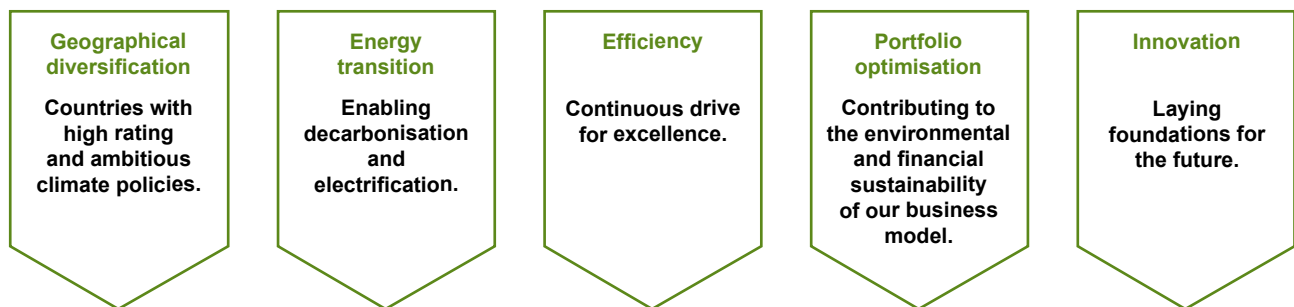 Geographical
diversification
Countries with
high rating
and ambitious
climate policies.
Energy
transition
Enabling
decarbonisation
and
electrification.
Efficiency
Continuous drive
for excellence.
Portfolio
optimisation
Contributing to
the environmental
and financial
sustainability
of our business
model.
Innovation
Laying
foundations for
the future.